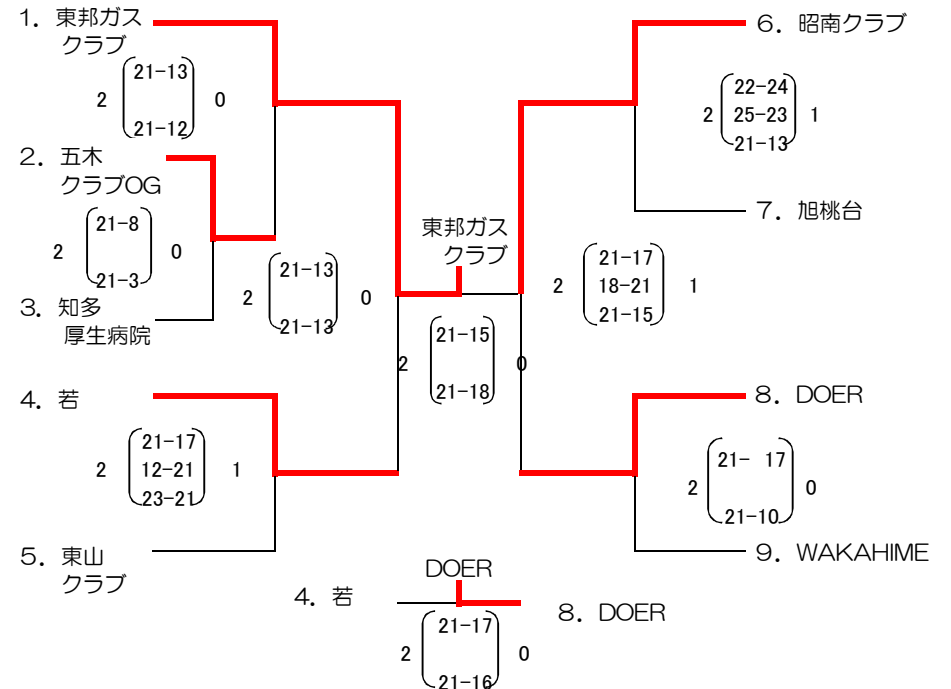 1. 東邦ガス
クラブ
21-13
2 0
21-12
2. 五木
クラブOG
21-8
2 0
21-3
3. 知多
厚生病院
21-13
2 0
21-13
4. 若
21-17
2 12-21 1
23-21
5. 東山
クラブ
東邦ガス
クラブ
21-15
2 0
21-18
6. 昭南クラブ
22-24
2 25-23 1
21-13
7. 旭桃台
21-17
2 18-21 1
21-15
8. DOER
21- 17
2 0
21-10
9. WAKAHIME
DOER
4. 若
8. DOER
21-17
2 0
21-16